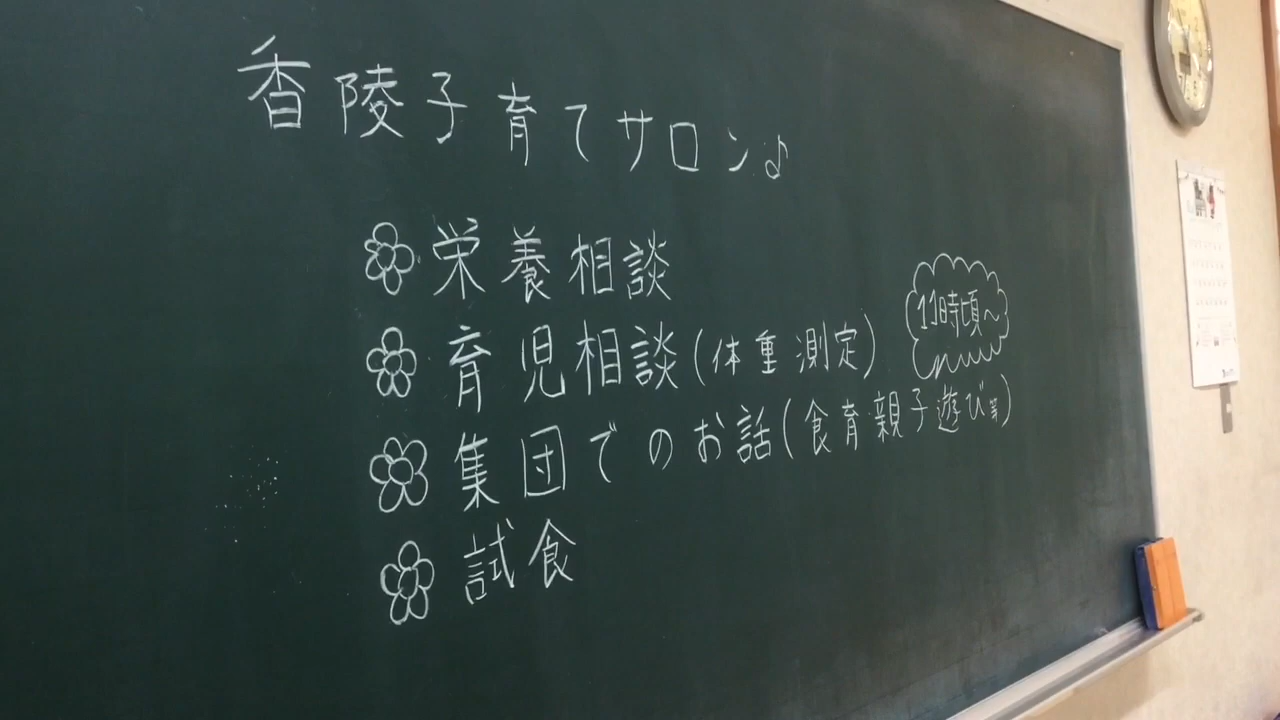 香陵子育てサロン♪
栄養相談
育児相談(体重測定)
11時頃~
集団でのお話(食育親子遊び等)
試食